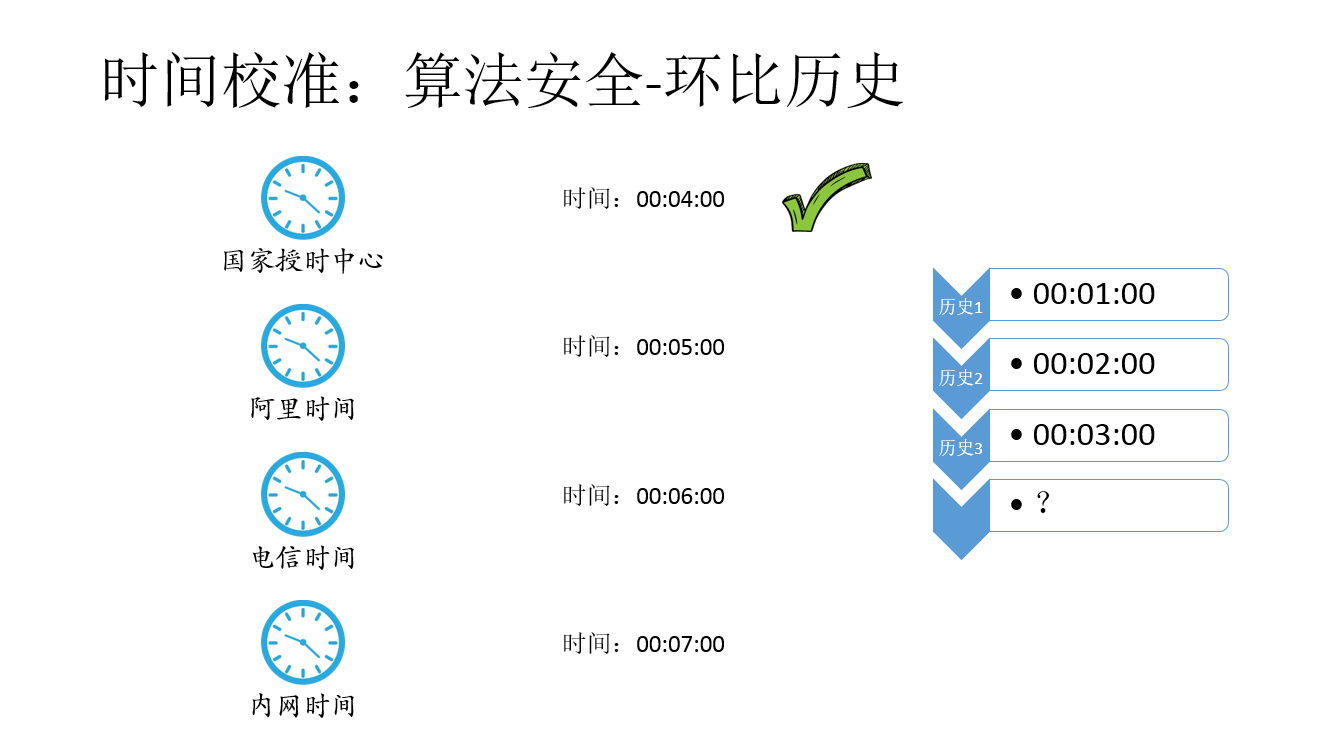 时间校准：算法安全-环比历史
国家授时中心
时间：00:04:00
阿里时间
时间：00:05:00
电信时间
时间：00:06:00
内网时间
时间：00:07:00
历史1
• 00:01:00
历史2
• 00:02:00
历史3
• 00:03:00
• ？